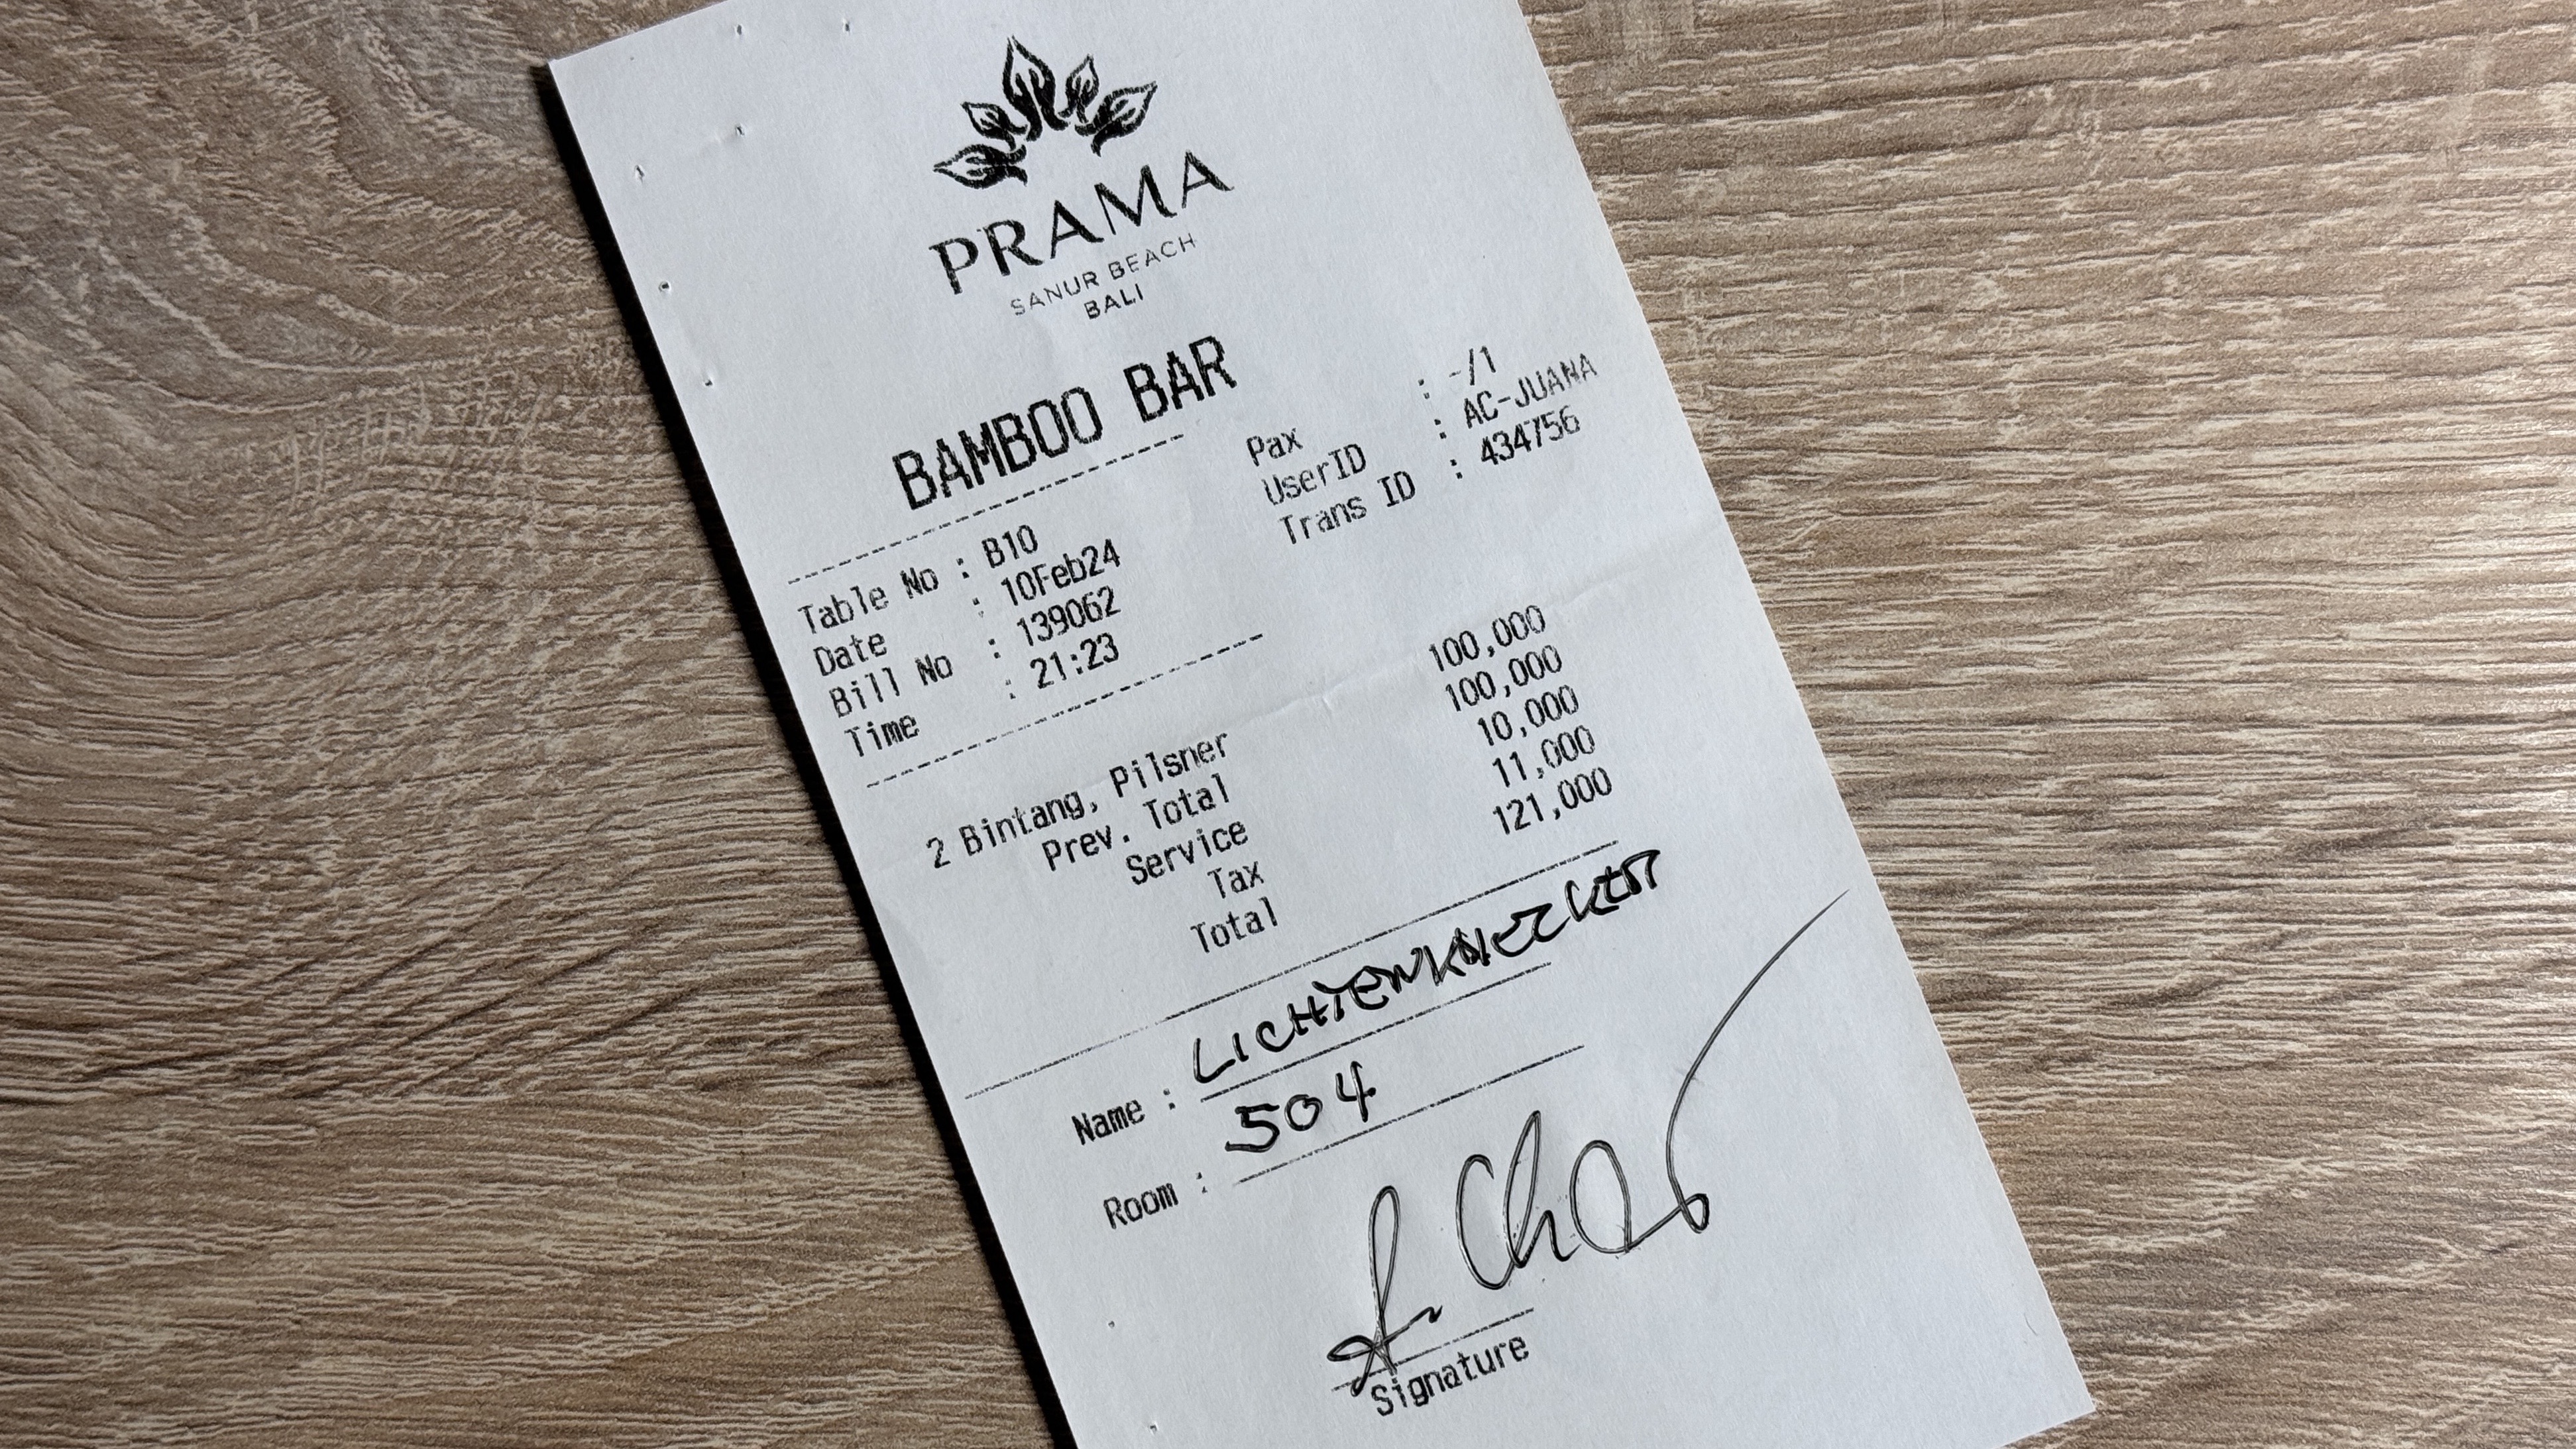 PRAMA
SANUR BEACH
BALI
BAMBOO BAR
Table No : B10
Pax : -/1
Date : 10Feb24
UserID : AC-JUANA
Bill No : 139062
Trans ID : 434756
Time : 21:23
2 Bintang, Pilsner 100,000
Prev. Total 100,000
Service 10,000
Tax 11,000
Total 121,000
Name : LICHTENKNECKER
Room : 504
Signature